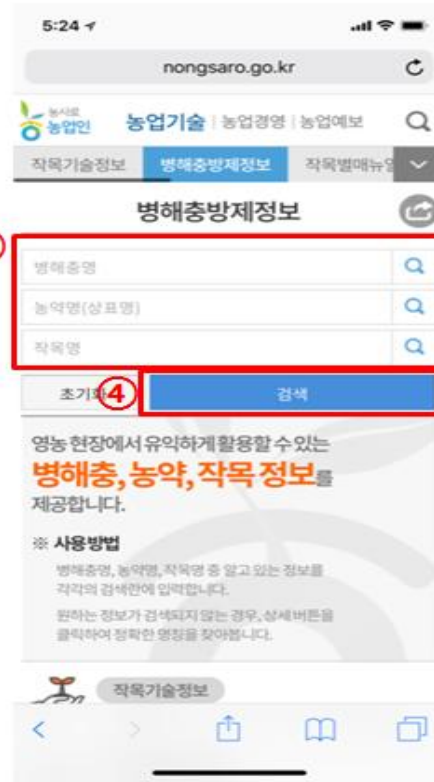 5:24
nongsaro.go.kr
농사로
농업인 농업기술 | 농업경영 | 농업예보
작목기술정보 병해충방제정보 작목별매뉴얼
병해충방제정보
병해충명
농약명(상표명)
작목명
초기화 ④ 검색
영농 현장에서 유익하게 활용할 수 있는
병해충, 농약, 작목 정보를
제공합니다.
※ 사용방법
병해충명, 농약명, 작목명 중 알고 있는 정보를
각각의 검색란에 입력합니다.
원하는 정보가 검색되지 않는 경우, 상세 버튼을
클릭하여 정확한 명칭을 찾아봅니다.
작목기술정보